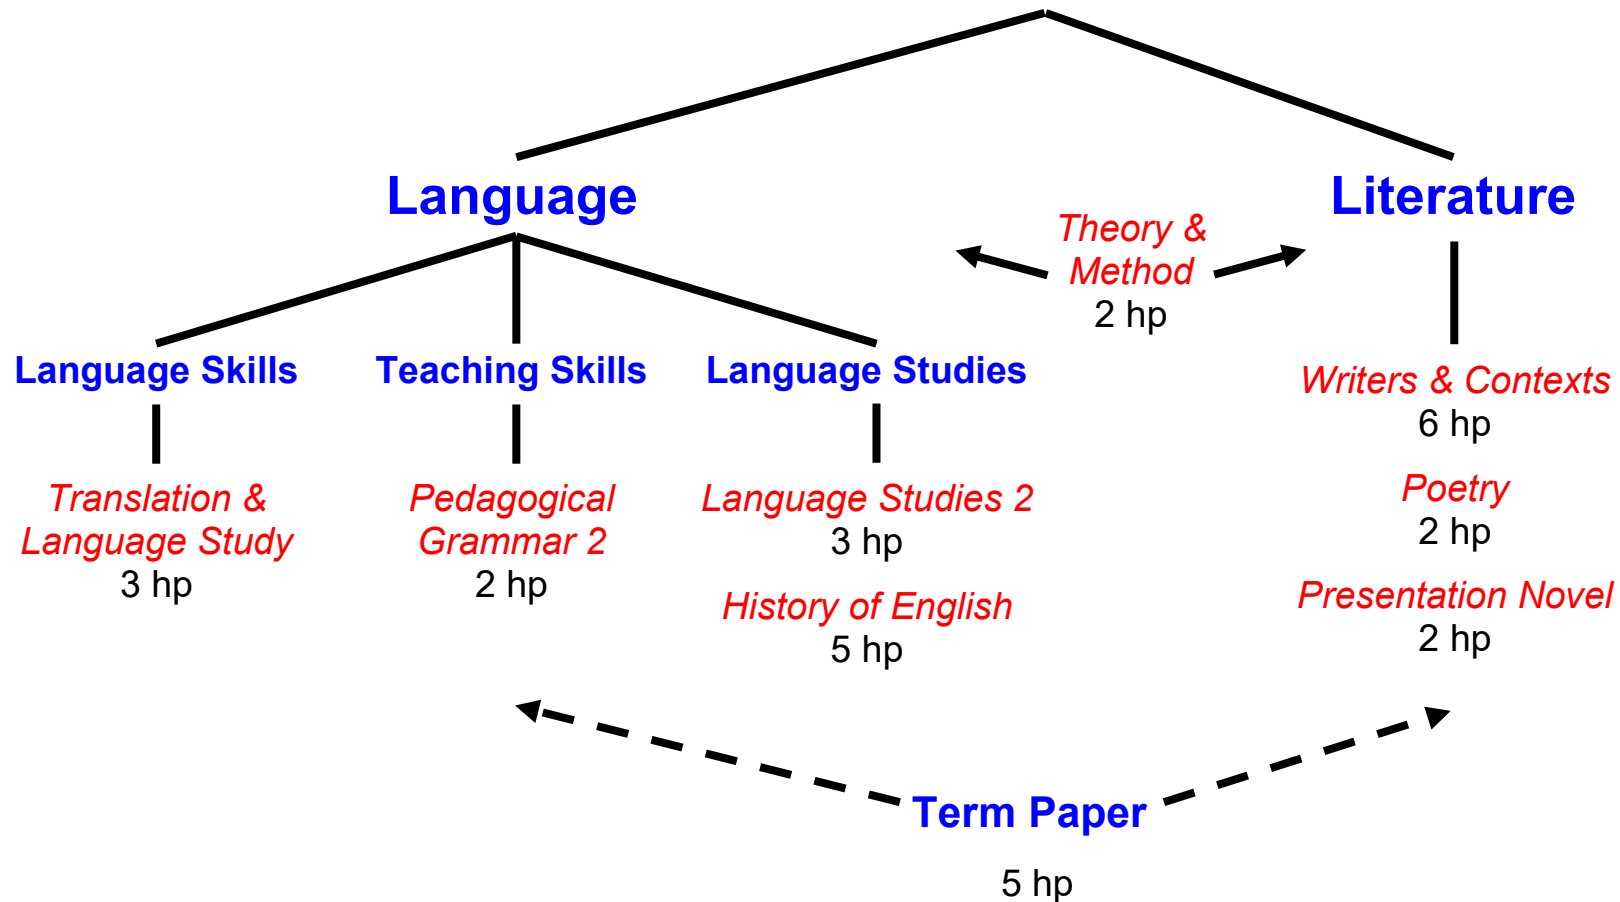 Language
Literature
Theory &
Method
2 hp
Language Skills
Teaching Skills
Language Studies
Translation &
Language Study
3 hp
Pedagogical
Grammar 2
2 hp
Language Studies 2
3 hp
History of English
5 hp
Writers & Contexts
6 hp
Poetry
2 hp
Presentation Novel
2 hp
Term Paper
5 hp